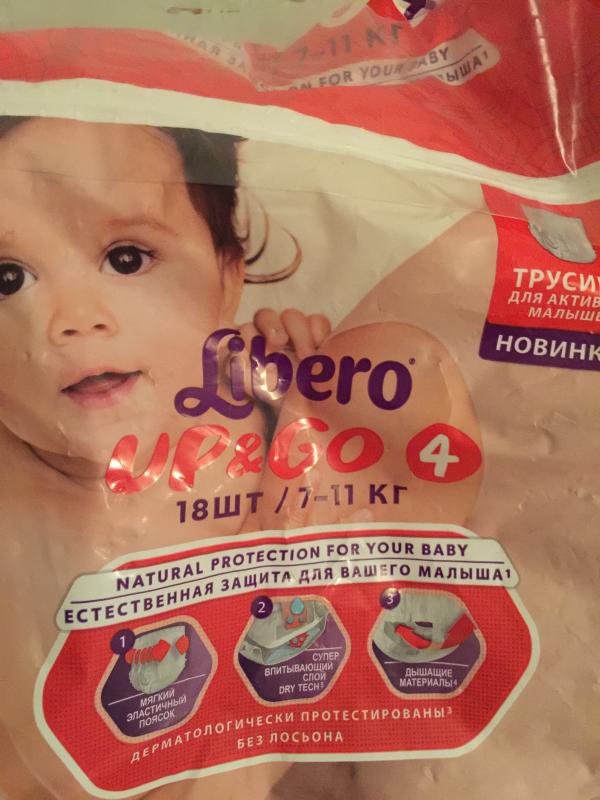 7-11 КГ
ON FOR YOUR BABY
ЫША¹
ТРУСИ
ДЛЯ АКТИВ
МАЛЫШЕ
НОВИНК
Libero
UP&GO 4
18ШТ / 7-11 КГ
NATURAL PROTECTION FOR YOUR BABY
ЕСТЕСТВЕННАЯ ЗАЩИТА ДЛЯ ВАШЕГО МАЛЫША¹
1
МЯГКИЙ
ЭЛАСТИЧНЫЙ
ПОЯСОК
2
СУПЕР
ВПИТЫВАЮЩИЙ
СЛОЙ
DRY TECH²
3
ДЫШАЩИЕ
МАТЕРИАЛЫ⁴
ДЕРМАТОЛОГИЧЕСКИ ПРОТЕСТИРОВАНЫ³
БЕЗ ЛОСЬОНА